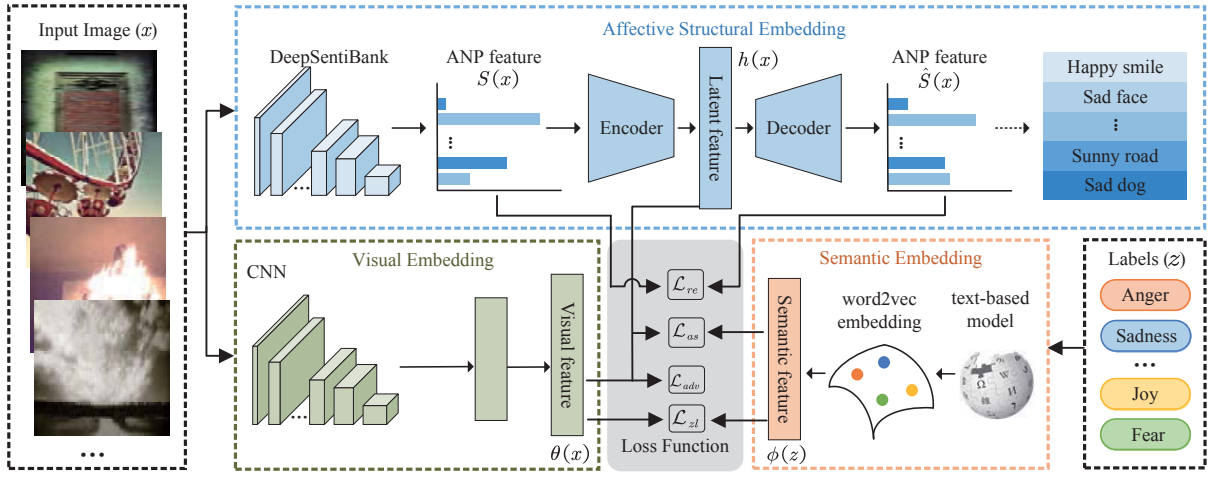 Input Image (x)
...
Affective Structural Embedding
DeepSentiBank
...
ANP feature
S(x)
...
Encoder
Latent feature
h(x)
Decoder
ANP feature
Ŝ(x)
...
Happy smile
Sad face
...
Sunny road
Sad dog
Visual Embedding
CNN
...
Visual feature
θ(x)
ℒre
ℒas
ℒadv
ℒzl
Loss Function
Semantic Embedding
Semantic feature
ϕ(z)
word2vec
embedding
text-based
model
Labels (z)
Anger
Sadness
...
Joy
Fear